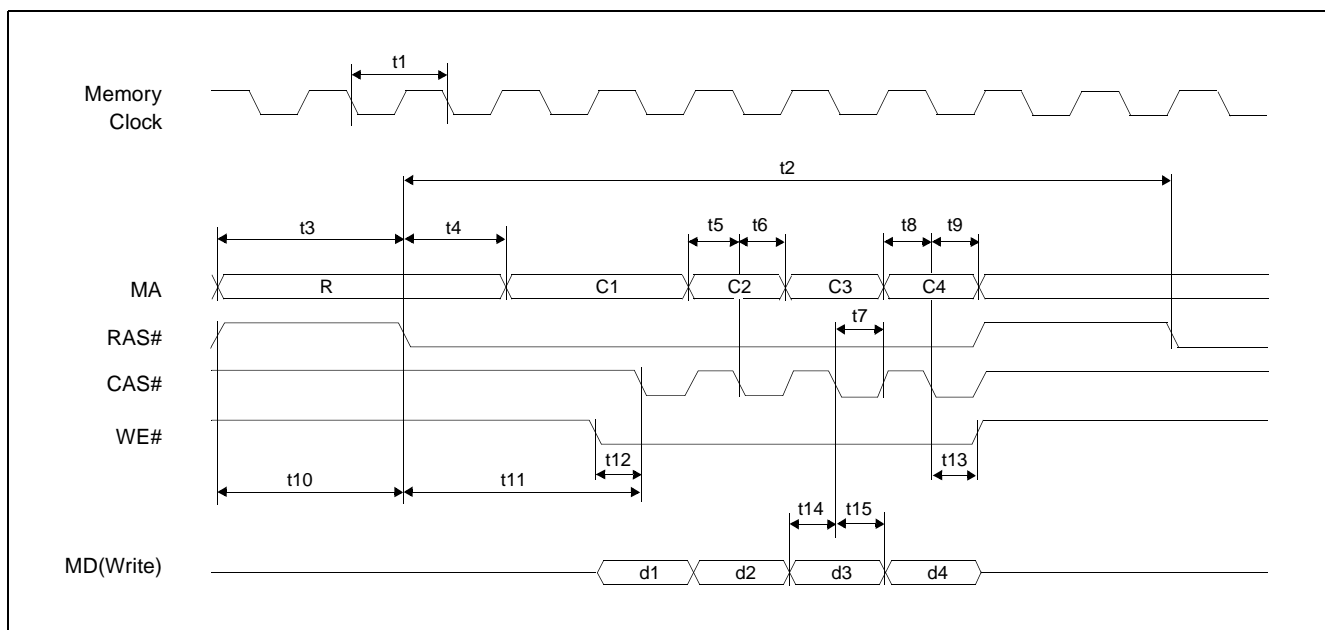 t1
Memory
Clock
t2
t3 t4 t5 t6 t8 t9
MA R C1 C2 C3 C4
t7
RAS#
CAS#
WE#
t12 t13
t10 t11
t14 t15
MD(Write) d1 d2 d3 d4